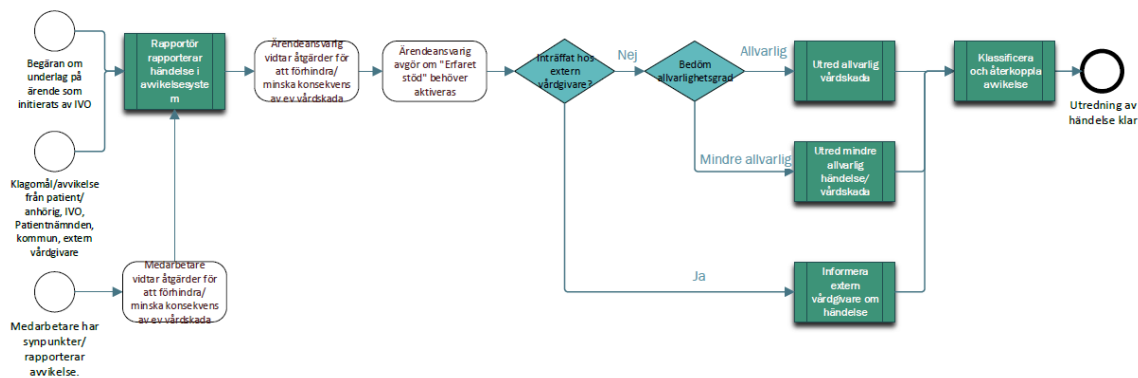 Begäran om
underlag på
ärende som
initierats av IVO
Klagomål/avvikelse
från patient/
anhörig, IVO,
Patientnämnden,
kommun, extern
vårdgivare
Medarbetare har
synpunkter/
rapporterar
avvikelse.
Rapportör
rapporterar
händelse i
avvikelsesyste
m
Medarbetare
vidtar åtgärder för
att förhindra/
minska konsekvens
av ev vårdskada
Ärendeansvarig
vidtar åtgärder för
att förhindra/
minska konsekvens
av ev vårdskada
Ärendeansvarig
avgör om "Erfaret
stöd" behöver
aktiveras
Inträffat hos
extern
vårdgivare?
Nej
Ja
Bedöm
allvarlighetsgrad
Allvarlig
Mindre allvarlig
Utred allvarlig
vårdskada
Utred mindre
allvarlig
händelse/
vårdskada
Informera
extern
vårdgivare om
händelse
Klassificera
och återkoppla
avvikelse
Utredning av
händelse klar